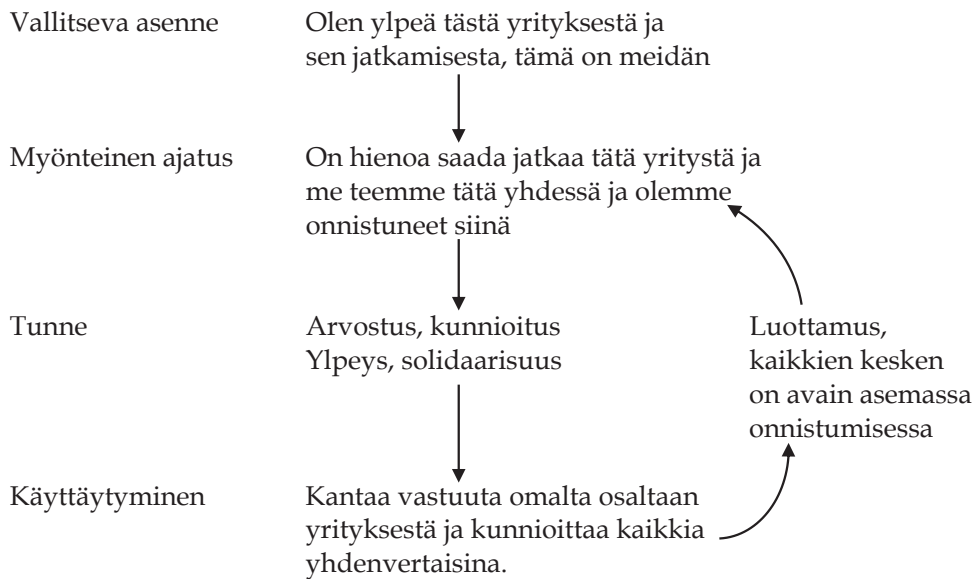 Vallitseva asenne
Olen ylpeä tästä yrityksestä ja
sen jatkamisesta, tämä on meidän
Myönteinen ajatus
On hienoa saada jatkaa tätä yritystä ja
me teemme tätä yhdessä ja olemme
onnistuneet siinä
Tunne
Arvostus, kunnioitus
Ylpeys, solidaarisuus
Luottamus,
kaikkien kesken
on avain asemassa
onnistumisessa
Käyttäytyminen
Kantaa vastuuta omalta osaltaan
yrityksestä ja kunnioittaa kaikkia
yhdenvertaisina.